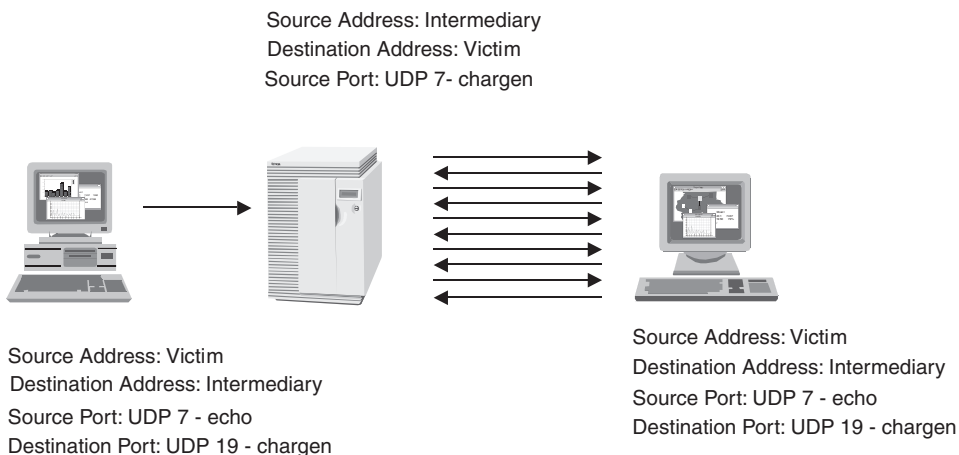 Source Address: Intermediary
Destination Address: Victim
Source Port: UDP 7- chargen
Source Address: Victim
Destination Address: Intermediary
Source Port: UDP 7 - echo
Destination Port: UDP 19 - chargen
Source Address: Victim
Destination Address: Intermediary
Source Port: UDP 7 - echo
Destination Port: UDP 19 - chargen